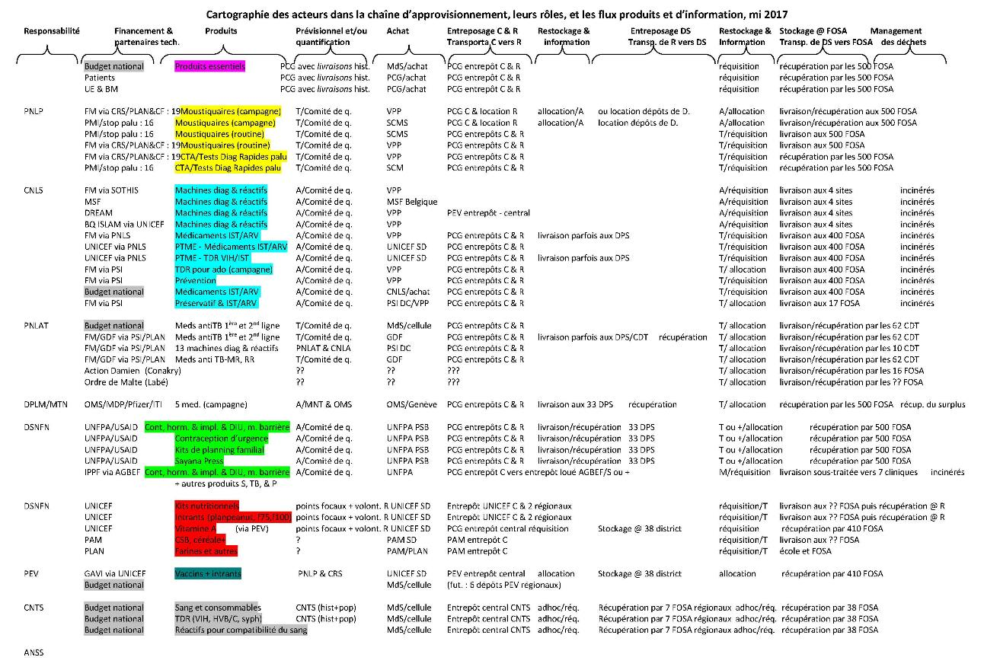 Cartographie des acteurs dans la chaîne d'approvisionnement, leurs rôles, et les flux produits et d'information, mi 2017
Responsabilité Financement & Produits Prévisionnel et/ou Achat Entreposage C & R Restockage & Entreposage DS Restockage & Stockage @ FOSA Management
partenaires tech. quantification Transporta C vers R information Transp. de R vers DS Information Transp. de DS vers FOSA des déchets
Budget national Produits essentiels PCG avec livraisons hist. MdS/achat PCG entrepôt C & R réquisition récupération par les 500 FOSA
Patients PCG avec livraisons hist. PCG/achat PCG entrepôt C & R réquisition récupération par les 500 FOSA
UE & BM PCG avec livraisons hist. PCG/achat PCG entrepôt C & R réquisition récupération par les 500 FOSA
PNLP FM via CRS/PLAN&CF : 19 Moustiquaires (campagne) T/Comité de q. VPP PCG C & location R allocation/A ou location dépôts de D. A/allocation livraison/récupération aux 500 FOSA
PMI/stop palu : 16 Moustiquaires (campagne) T/Comité de q. SCMS PCG C & location R allocation/A location dépôts de D. A/allocation livraison/récupération aux 500 FOSA
PMI/stop palu : 16 Moustiquaires (routine) T/Comité de q. SCMS PCG entrepôts C & R T/réquisition livraison aux 500 FOSA
FM via CRS/PLAN&CF : 19 Moustiquaires (routine) T/Comité de q. VPP PCG entrepôts C & R T/réquisition livraison aux 500 FOSA
FM via CRS/PLAN&CF : 19 CTA/Tests Diag Rapides palu T/Comité de q. VPP PCG entrepôts C & R T/réquisition récupération par les 500 FOSA
PMI/stop palu : 16 CTA/Tests Diag Rapides palu T/Comité de q. SCM PCG entrepôts C & R T/réquisition récupération par les 500 FOSA
CNLS FM via SOTHIS Machines diag & réactifs A/Comité de q. VPP A/réquisition livraison aux 4 sites incinérés
MSF Machines diag & réactifs A/Comité de q. MSF Belgique A/réquisition livraison aux 4 sites incinérés
DREAM Machines diag & réactifs A/Comité de q. VPP PEV entrepôt - central A/réquisition livraison aux 4 sites incinérés
BQ ISLAM via UNICEF Machines diag & réactifs A/Comité de q. VPP A/réquisition livraison aux 4 sites incinérés
FM via PNLS Médicaments IST/ARV A/Comité de q. VPP PCG entrepôts C & R livraison parfois aux DPS T/réquisition livraison aux 400 FOSA incinérés
UNICEF via PNLS PTME - Médicaments IST/ARV A/Comité de q. UNICEF SD PCG entrepôts C & R T/réquisition livraison aux 400 FOSA incinérés
UNICEF via PNLS PTME - TDR VIH/IST A/Comité de q. UNICEF SD PCG entrepôts C & R livraison parfois aux DPS T/réquisition livraison aux 400 FOSA incinérés
FM via PSI TDR pour ado (campagne) A/Comité de q. VPP PCG entrepôts C & R T/ allocation livraison aux 400 FOSA incinérés
FM via PSI Prévention A/Comité de q. VPP PCG entrepôts C & R T/ allocation livraison aux 400 FOSA incinérés
Budget national Médicaments IST/ARV A/Comité de q. CNLS/achat PCG entrepôts C & R T/réquisition livraison aux 400 FOSA incinérés
FM via PSI Préservatif & IST/ARV A/Comité de q. PSI DC/VPP PCG entrepôts C & R T/ allocation livraison aux 17 FOSA incinérés
PNLAT Budget national Meds antiTB 1ère et 2nd ligne T/Comité de q. MdS/cellule PCG entrepôts C & R T/ allocation livraison/récupération par les 62 CDT
FM/GDF via PSI/PLAN Meds antiTB 1ère et 2nd ligne T/Comité de q. GDF PCG entrepôts C & R livraison parfois aux DPS/CDT récupération T/ allocation livraison/récupération par les 62 CDT
FM/GDF via PSI/PLAN 13 machines diag & réactifs PNLAT & CNLA PSI DC PCG entrepôts C & R T/ allocation livraison/récupération par les 10 CDT
FM/GDF via PSI/PLAN Meds anti TB-MR, RR T/Comité de q. GDF PCG entrepôts C & R T/ allocation livraison/récupération par les 62 CDT
Action Damien (Conakry) ?? ?? ??? T/ allocation livraison/récupération par les 16 FOSA
Ordre de Malte (Labé) ?? ?? ??? T/ allocation livraison/récupération par les ?? FOSA
DPLM/MTN OMS/MDP/Pfizer/ITI 5 med. (campagne) A/MNT & OMS OMS/Genève PCG entrepôts C & R livraison aux 33 DPS récupération T/ allocation récupération par les 500 FOSA récup. du surplus
DSNFN UNFPA/USAID Cont, horm. & impl. & DIU, m. barrière A/Comité de q. UNFPA PSB PCG entrepôts C & R livraison/récupération 33 DPS T ou +/allocation récupération par 500 FOSA
UNFPA/USAID Contraception d'urgence A/Comité de q. UNFPA PSB PCG entrepôts C & R livraison/récupération 33 DPS T ou +/allocation récupération par 500 FOSA
UNFPA/USAID Kits de planning familial A/Comité de q. UNFPA PSB PCG entrepôts C & R livraison/récupération 33 DPS T ou +/allocation récupération par 500 FOSA
UNFPA/USAID Sayana Press A/Comité de q. UNFPA PSB PCG entrepôts C & R livraison/récupération 33 DPS T ou +/allocation récupération par 500 FOSA
IPPF via AGBEF Cont, horm. & impl. & DIU, m. barrière A/Comité de q. UNFPA PCG entrepôt C vers entrepôt loué AGBEF/S ou + M/réquisition livraison sous-traitée vers 7 cliniques incinérés
+ autres produits S, TB, & P
DSNFN UNICEF Kits nutritionnels points focaux + volont. R UNICEF SD Entrepôt UNICEF C & 2 régionaux réquisition/T livraison aux ?? FOSA puis récupération @ R
UNICEF Intrants (planpeanut, f75,f100) points focaux + volont. R UNICEF SD Entrepôt UNICEF C & 2 régionaux réquisition/T livraison aux ?? FOSA puis récupération @ R
UNICEF Vitamine A (via PEV) points focaux + volont. R UNICEF SD PCG entrepôt central réquisition Stockage @ 38 district réquisition récupération par 410 FOSA
PAM CSB, céréale+ ? PAM SD PAM entrepôt C réquisition/T livraison aux ?? FOSA
PLAN Farines et autres ? PAM/PLAN PAM entrepôt C réquisition/T école et FOSA
PEV GAVI via UNICEF Vaccins + intrants PNLP & CRS UNICEF SD PEV entrepôt central allocation Stockage @ 38 district allocation récupération par 410 FOSA
Budget national MdS/cellule (fut. : 6 dépôts PEV régionaux)
CNTS Budget national Sang et consommables CNTS (hist+pop) MdS/cellule Entrepôt central CNTS adhoc/réq. Récupération par 7 FOSA régionaux adhoc/réq. récupération par 38 FOSA
Budget national TDR (VIH, HVB/C, syph) CNTS (hist+pop) MdS/cellule Entrepôt central CNTS adhoc/réq. Récupération par 7 FOSA régionaux adhoc/réq. récupération par 38 FOSA
Budget national Réactifs pour compatibilité du sang MdS/cellule Entrepôt central CNTS adhoc/réq. Récupération par 7 FOSA régionaux adhoc/réq. récupération par 38 FOSA
ANSS